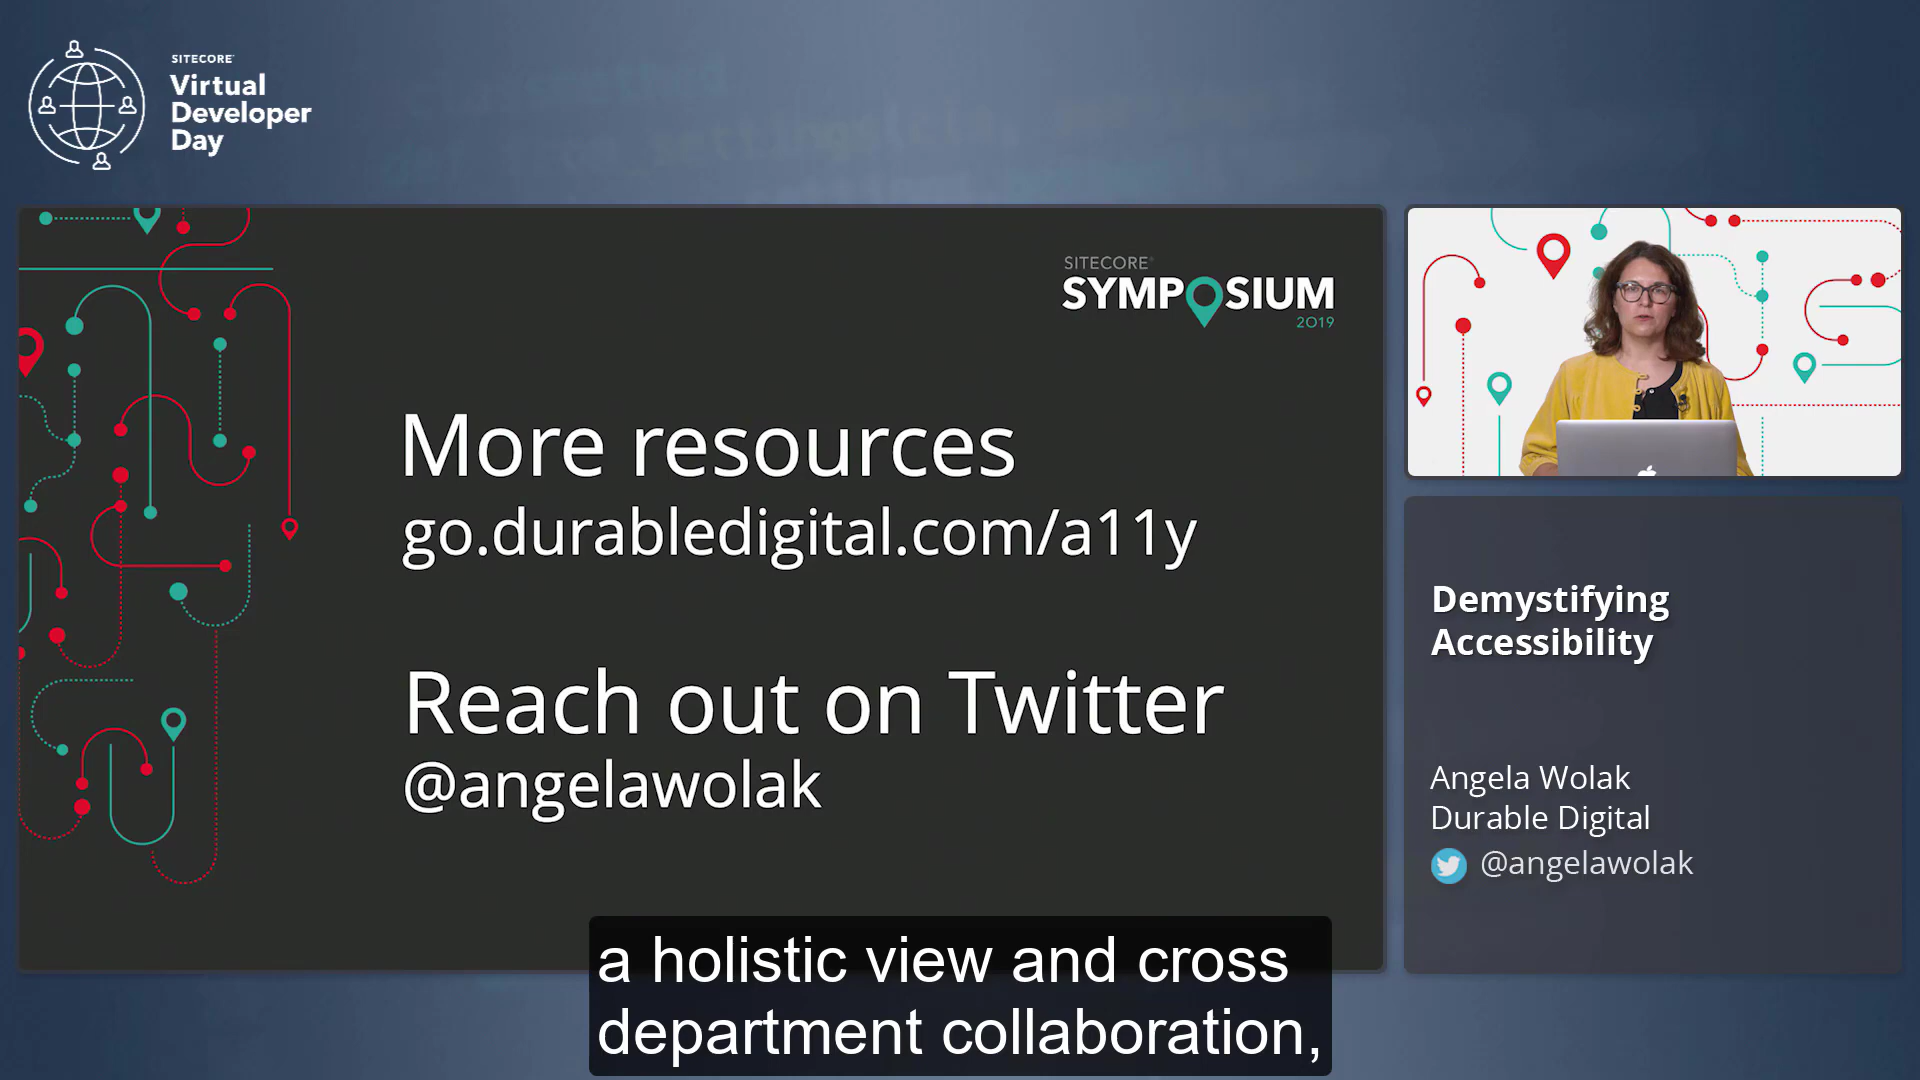 SITECORE
Virtual
Developer
Day
SITECORE®
SYMPOSIUM
2019
More resources
go.durabledigital.com/a11y
Reach out on Twitter
@angelawolak
Demystifying
Accessibility
Angela Wolak
Durable Digital
@angelawolak
a holistic view and cross
department collaboration,